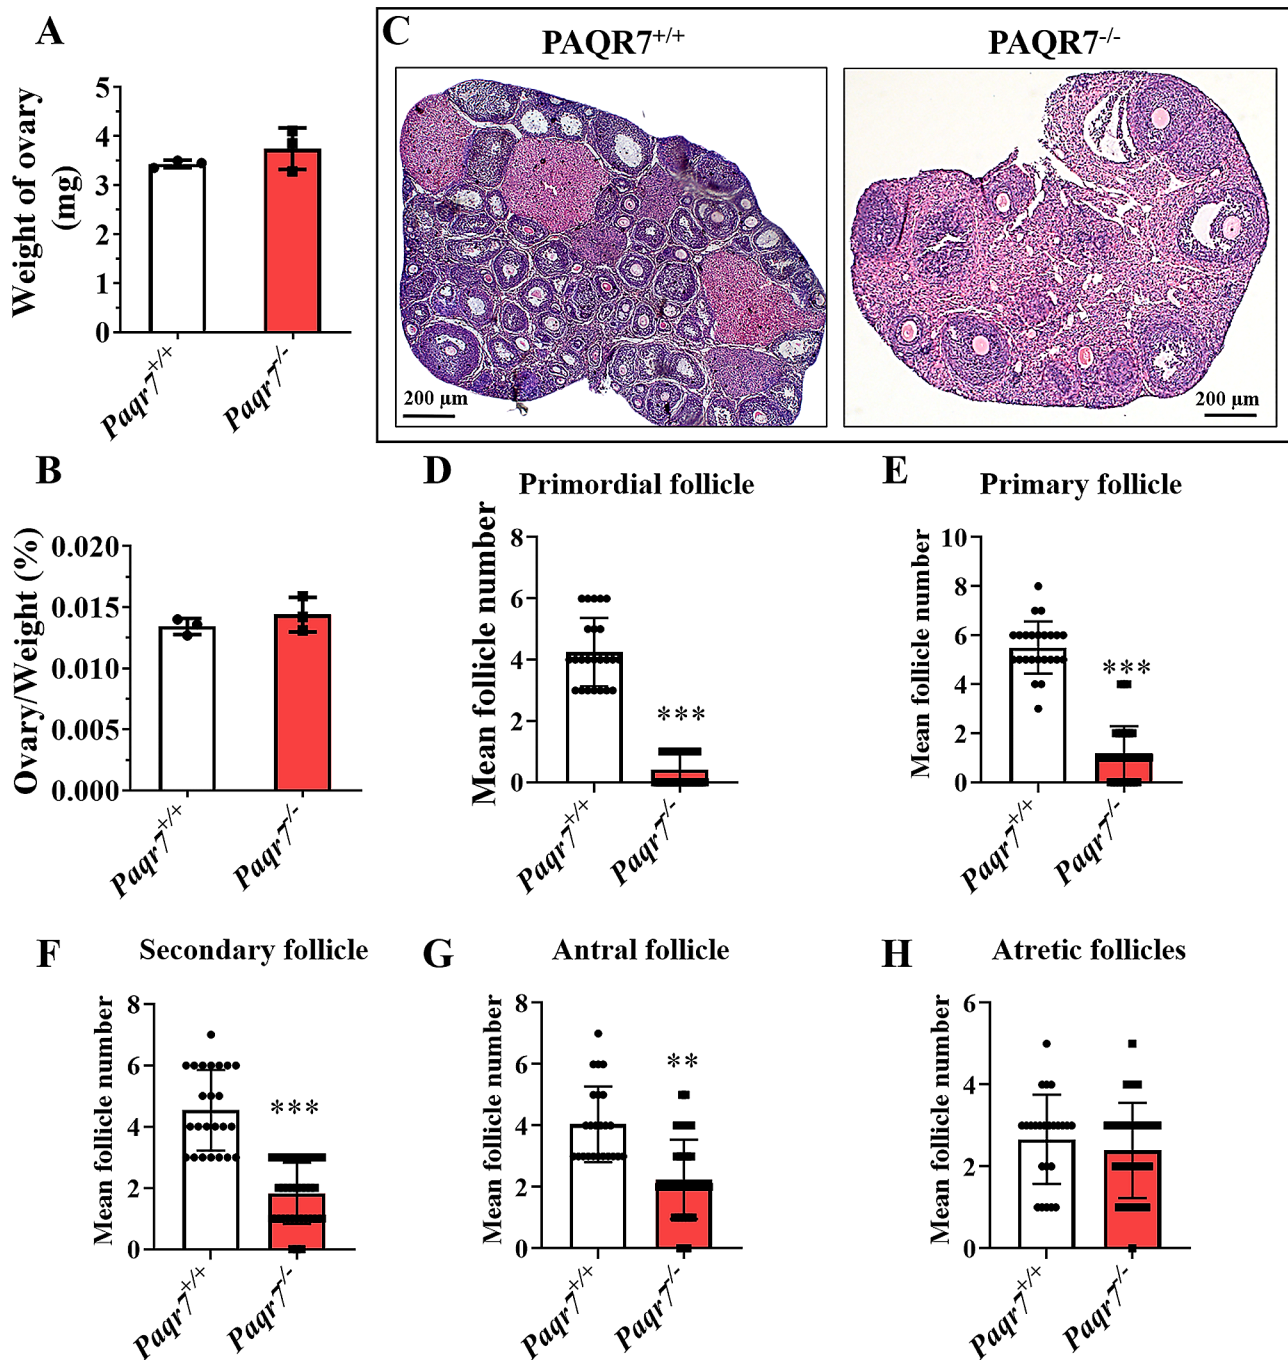 A
Weight of ovary
(mg)
5
4
3
2
1
0
Paqr7+/+
Paqr7-/-
C
PAQR7+/+
PAQR7-/-
200 μm
200 μm
B
Ovary/Weight (%)
0.020
0.015
0.010
0.005
0.000
Paqr7+/+
Paqr7-/-
D
Primordial follicle
Mean follicle number
8
6
4
2
0
***
Paqr7+/+
Paqr7-/-
E
Primary follicle
Mean follicle number
10
8
6
4
2
0
***
Paqr7+/+
Paqr7-/-
F
Secondary follicle
Mean follicle number
8
6
4
2
0
***
Paqr7+/+
Paqr7-/-
G
Antral follicle
Mean follicle number
8
6
4
2
0
**
Paqr7+/+
Paqr7-/-
H
Atretic follicles
Mean follicle number
6
4
2
0
Paqr7+/+
Paqr7-/-